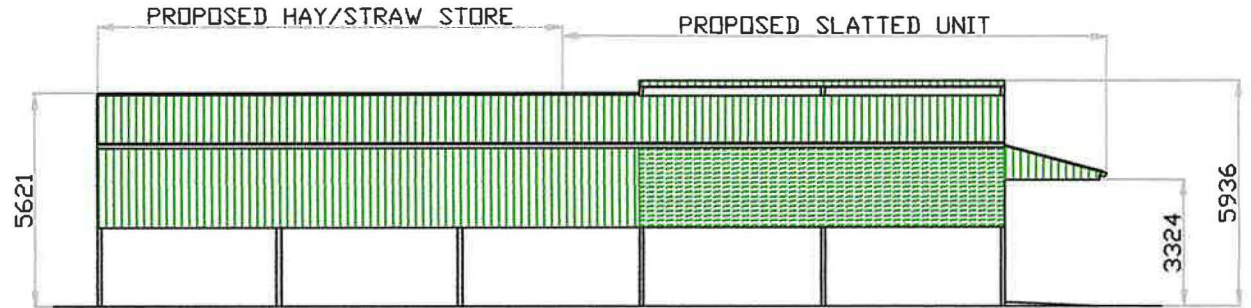 PROPOSED HAY/STRAW STORE
PROPOSED SLATTED UNIT
5621
3324
5936